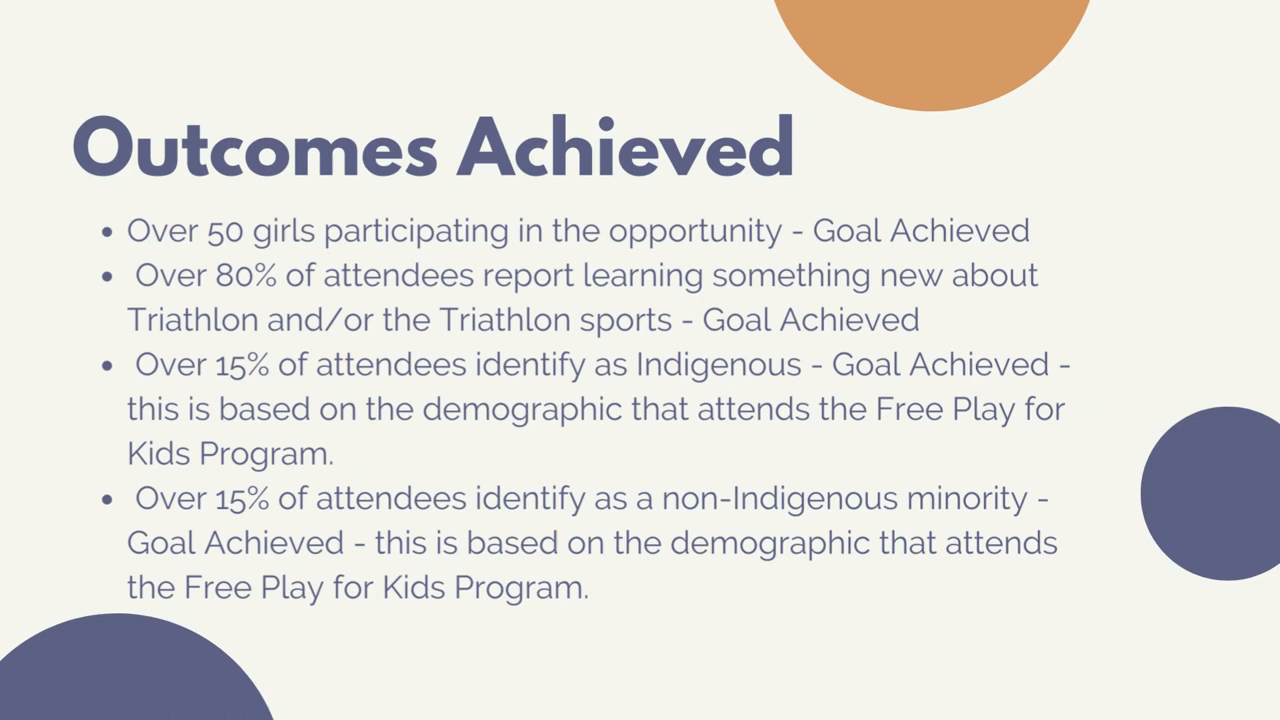 Outcomes Achieved
• Over 50 girls participating in the opportunity - Goal Achieved
• Over 80% of attendees report learning something new about
Triathlon and/or the Triathlon sports - Goal Achieved
• Over 15% of attendees identify as Indigenous - Goal Achieved -
this is based on the demographic that attends the Free Play for
Kids Program.
• Over 15% of attendees identify as a non-Indigenous minority -
Goal Achieved - this is based on the demographic that attends
the Free Play for Kids Program.